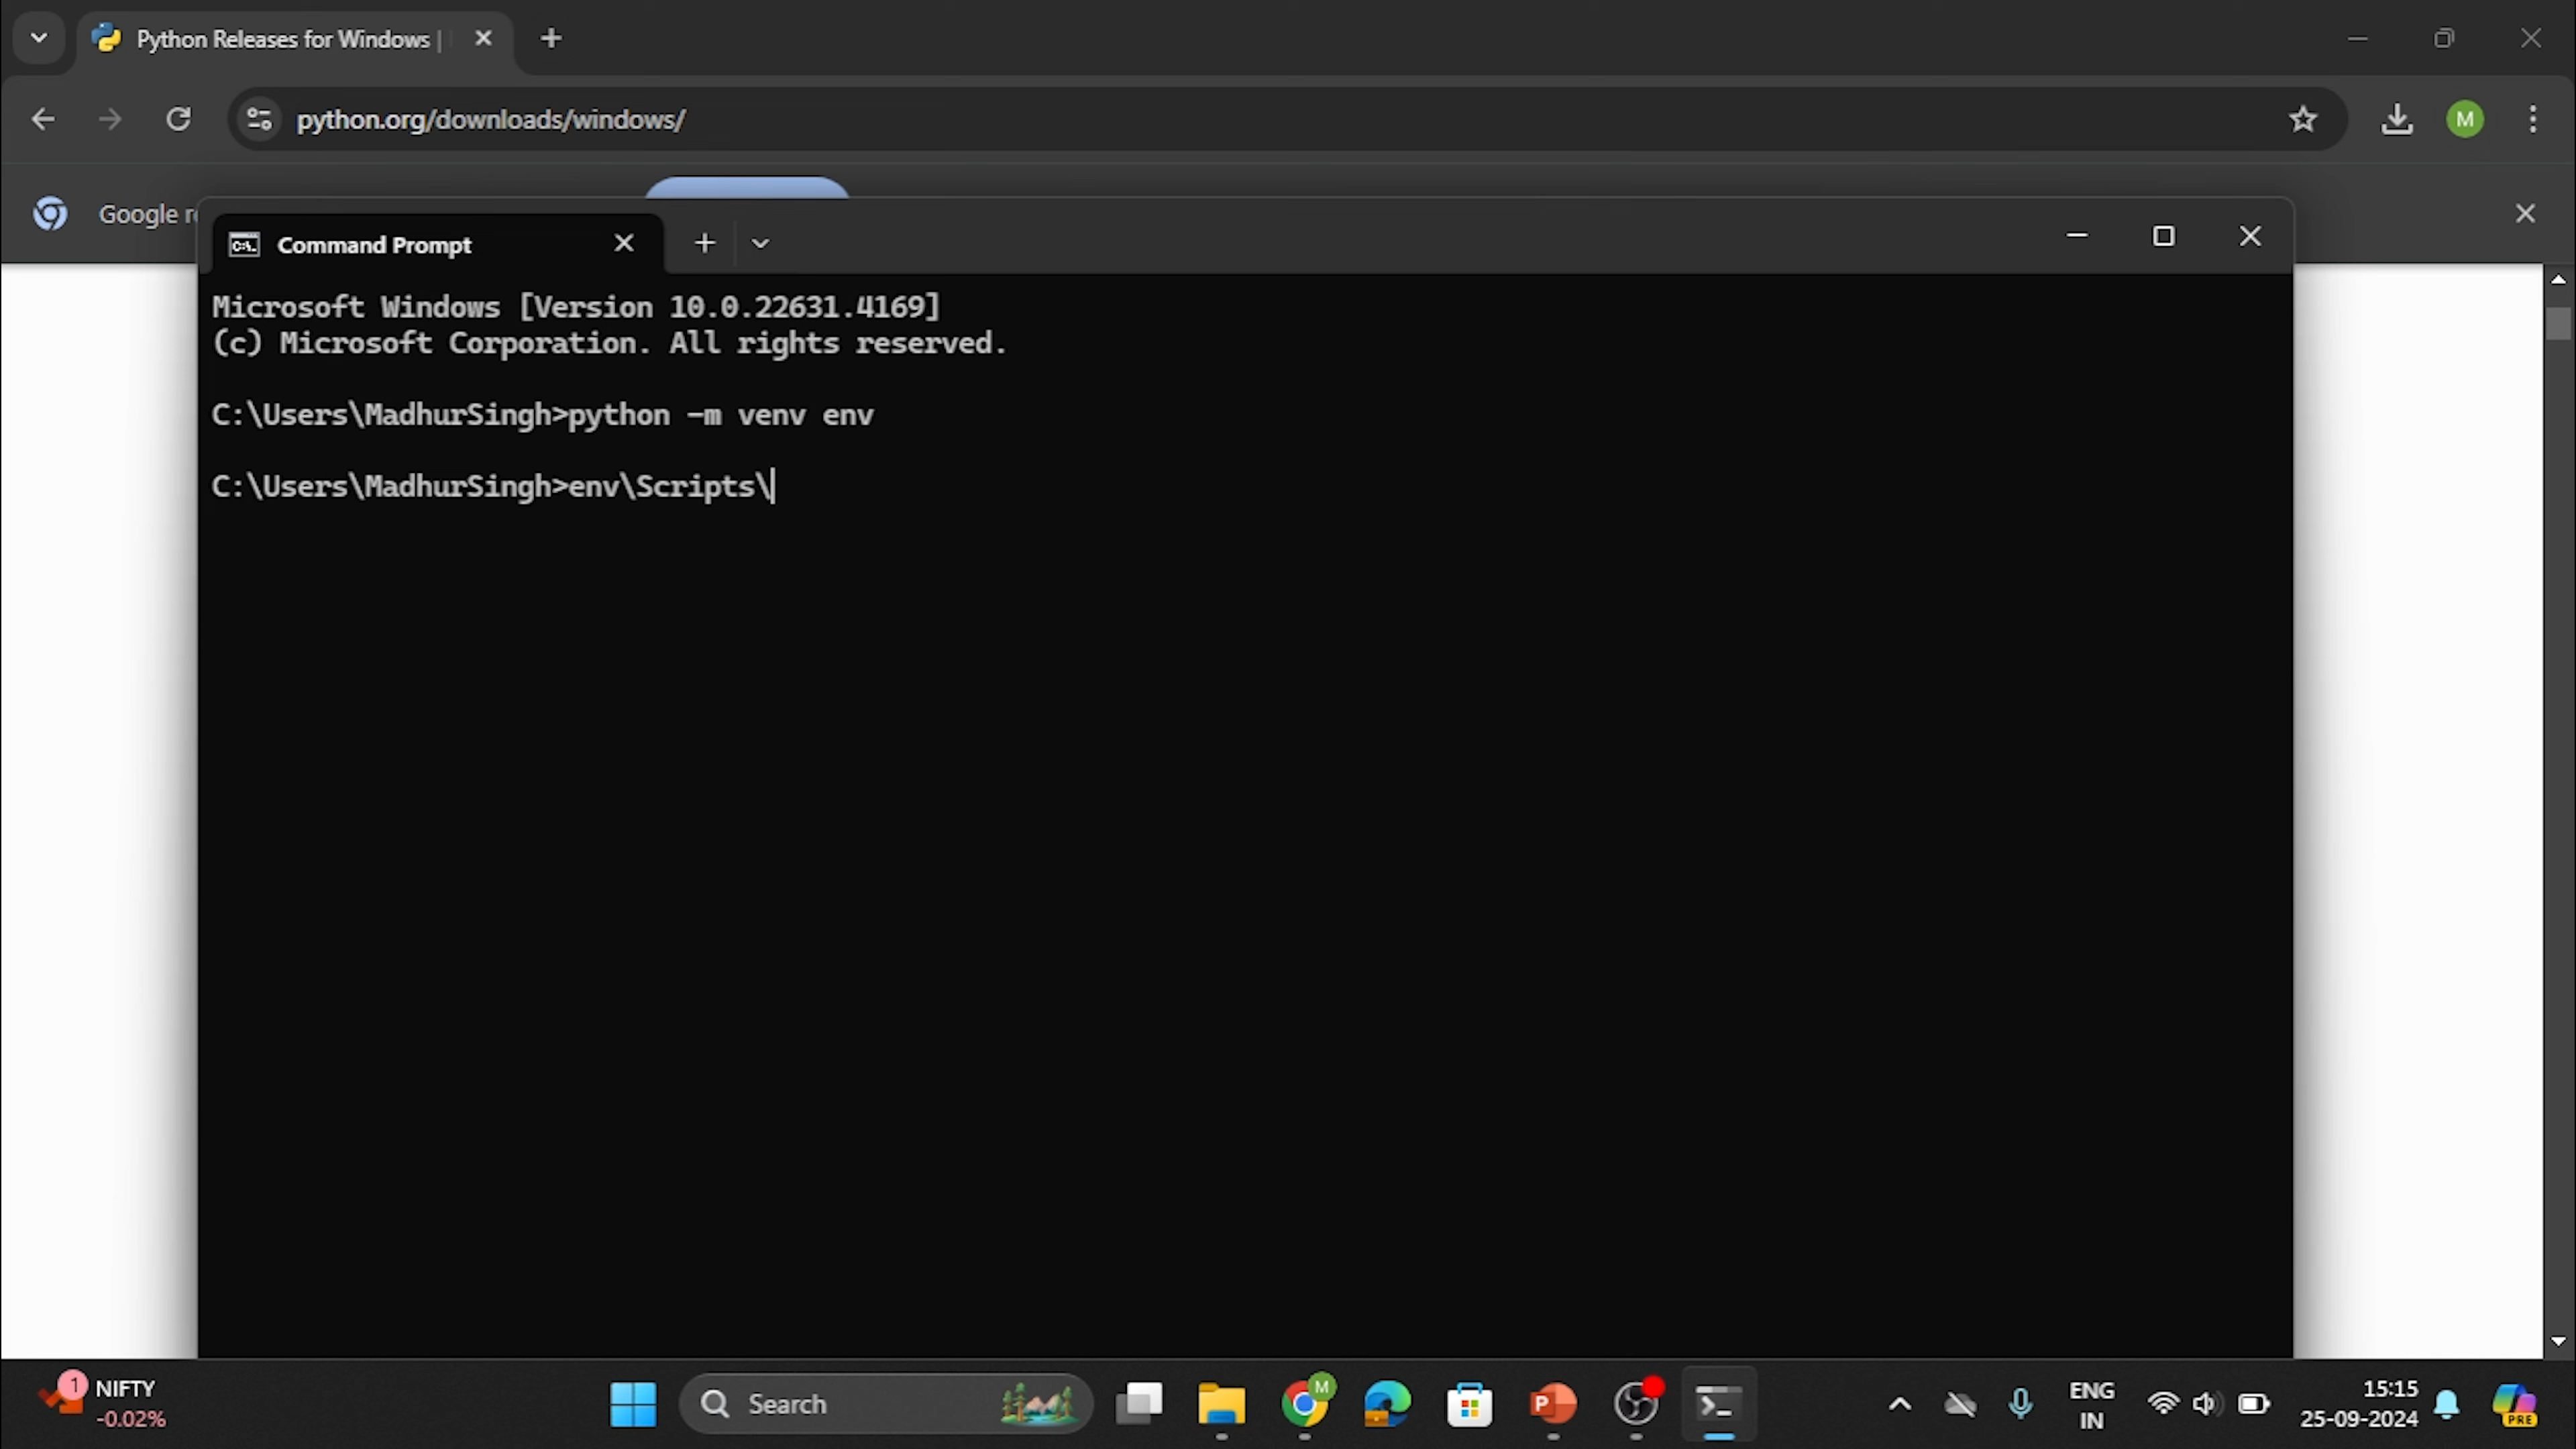 Python Releases for Windows |
python.org/downloads/windows/
M
Google
Command Prompt
Microsoft Windows [Version 10.0.22631.4169]
(c) Microsoft Corporation. All rights reserved.
C:\Users\MadhurSingh>python -m venv env
C:\Users\MadhurSingh>env\Scripts\
1
NIFTY
-0.02%
Search
M
P
ENG
IN
15:15
25-09-2024
PRE